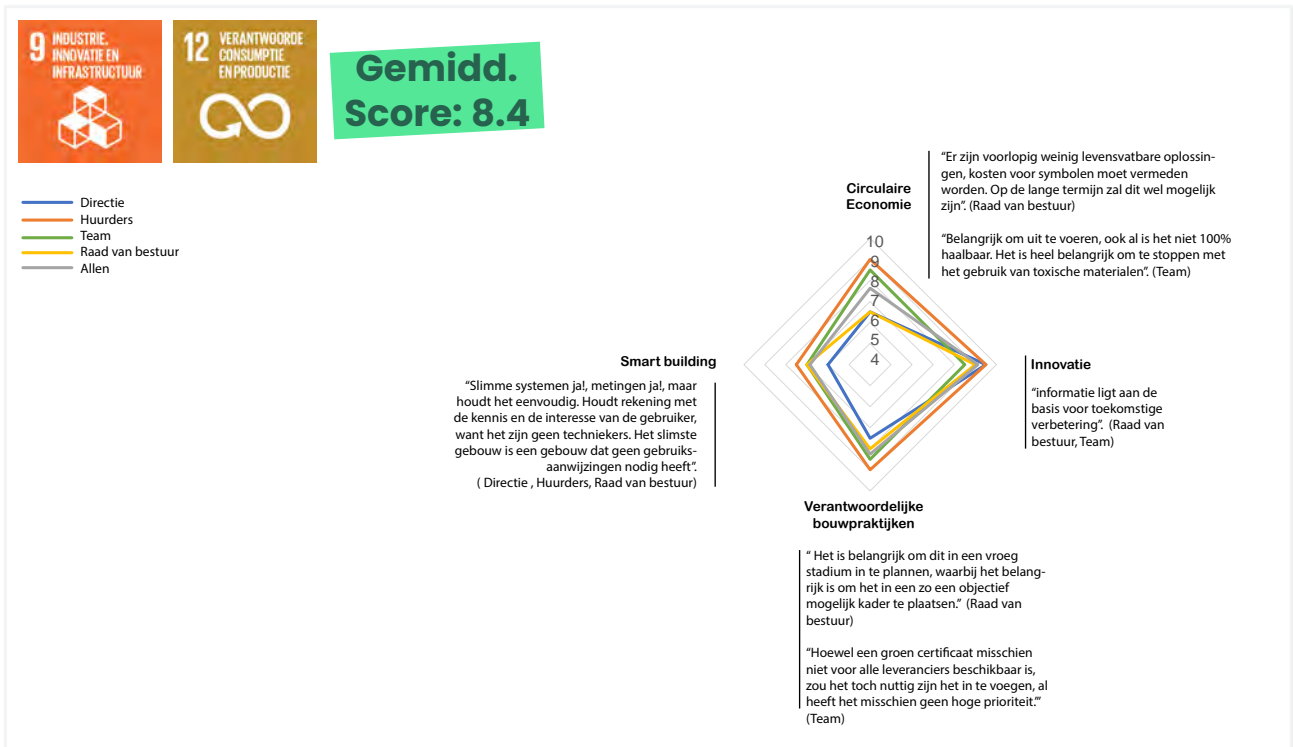 9 INDUSTRIE,
INNOVATIE EN
INFRASTRUCTUUR
12 VERANTWOORDE
CONSUMPTIE
EN PRODUCTIE
Gemidd.
Score: 8.4
Directie
Huurders
Team
Raad van bestuur
Allen
Circulaire
Economie
“Er zijn voorlopig weinig levensvatbare oplossin-
gen, kosten voor symbolen moet vermeden
worden. Op de lange termijn zal dit wel mogelijk
zijn”. (Raad van bestuur)
“Belangrijk om uit te voeren, ook al is het niet 100%
haalbaar. Het is heel belangrijk om te stoppen met
het gebruik van toxische materialen”. (Team)
10
9
8
7
6
5
4
Smart building
“Slimme systemen ja!, metingen ja!, maar
houdt het eenvoudig. Houdt rekening met
de kennis en de interesse van de gebruiker,
want het zijn geen techniekers. Het slimste
gebouw is een gebouw dat geen gebruiks-
aanwijzingen nodig heeft”.
( Directie , Huurders, Raad van bestuur)
Innovatie
“informatie ligt aan de
basis voor toekomstige
verbetering”. (Raad van
bestuur, Team)
Verantwoordelijke
bouwpraktijken
“ Het is belangrijk om dit in een vroeg
stadium in te plannen, waarbij het belang-
rijk is om het in een zo een objectief
mogelijk kader te plaatsen.” (Raad van
bestuur)
“Hoewel een groen certificaat misschien
niet voor alle leveranciers beschikbaar is,
zou het toch nuttig zijn het in te voegen, al
heeft het misschien geen hoge prioriteit.’”
(Team)